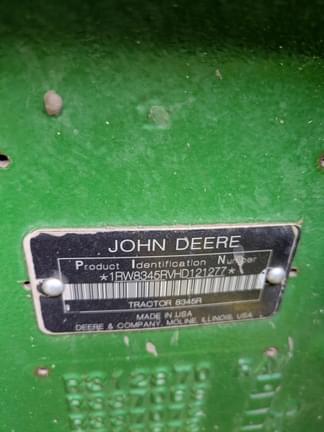 JOHN DEERE
Product Identification Number
*1RW8345RVHD121277*
TRACTOR 8345R
MADE IN USA
DEERE & COMPANY, MOLINE, ILLINOIS, USA